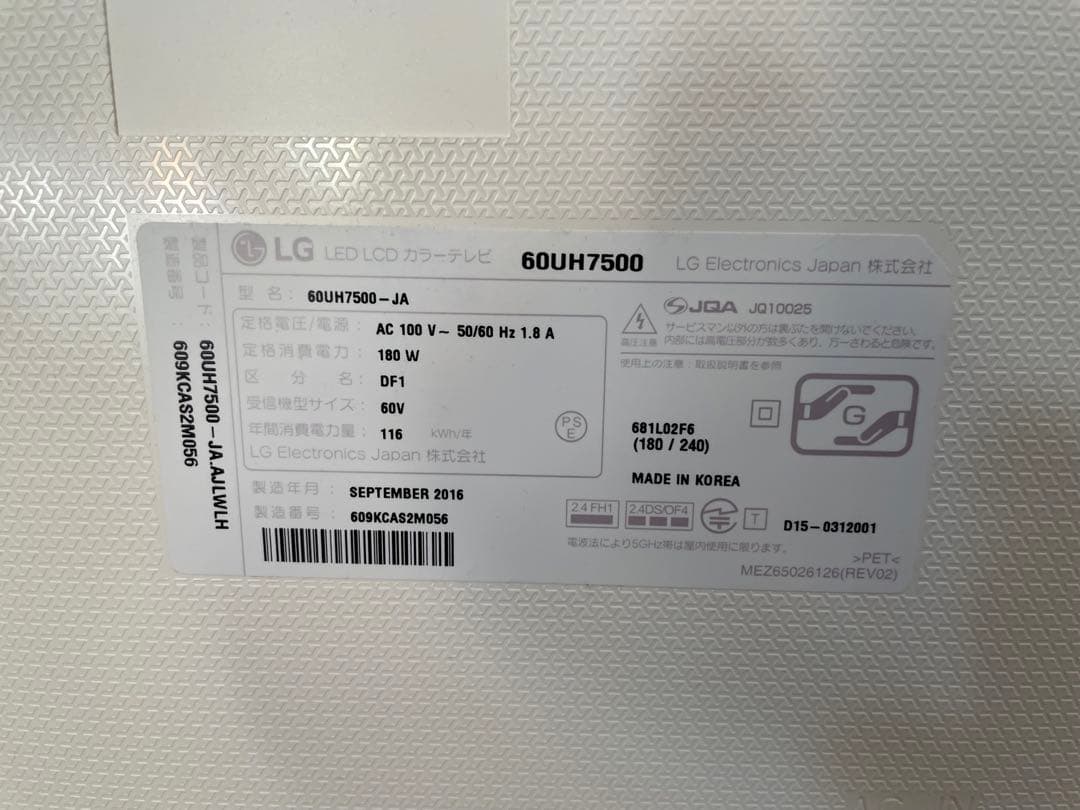 LG LED LCD カラーテレビ 60UH7500 LG Electronics Japan 株式会社
型 名： 60UH7500-JA
定格電圧/電源： AC 100 V~ 50/60 Hz 1.8 A
定格消費電力： 180 W
区 分 名： DF1
受信機型サイズ： 60V
年間消費電力量： 116 kWh/年
LG Electronics Japan 株式会社
PS
E
製造年月： SEPTEMBER 2016
製造番号： 609KCAS2M056
JQA JQ10025
サービスマン以外の方は裏ぶたを開けないでください。
高圧注意 内部には高電圧部分が数多くあり、万一さわると危険です。
使用上の注意：取扱説明書を参照
G
681L02F6
(180 / 240)
MADE IN KOREA
2.4 FH1 2.4DS/OF4 T D15-0312001
電波法により5GHz帯は屋内使用に限ります。
>PET<
MEZ65026126(REV02)
60UH7500-JA.AJLWLH
609KCAS2M056